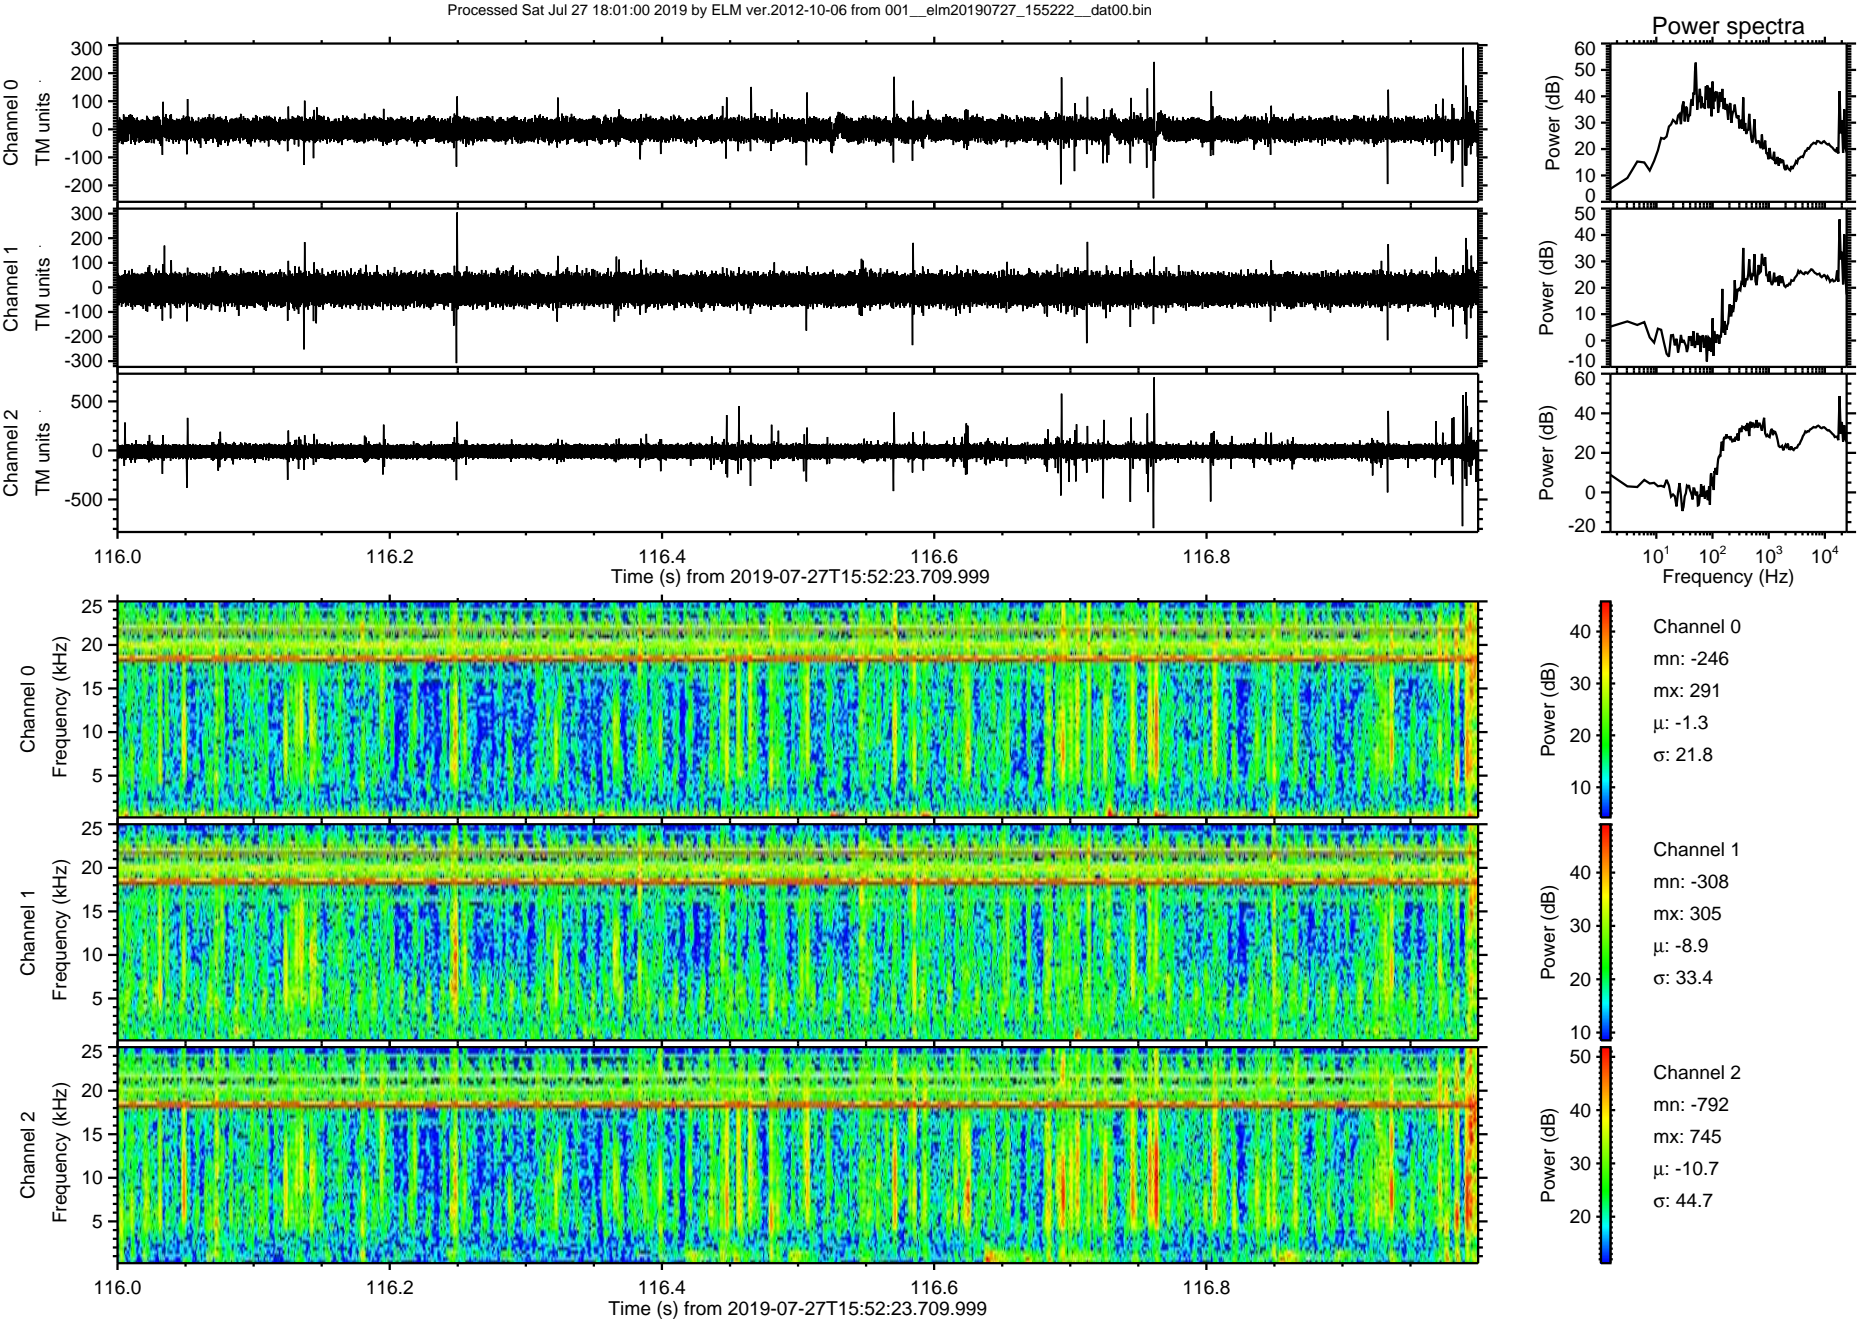 Processed Sat Jul 27 18:01:00 2019 by ELM ver.2012-10-06 from 001__elm20190727_155222__dat00.bin
Power spectra
Channel 0
TM units
300
200
100
0
-100
-200
Power (dB)
60
50
40
30
20
10
0
Channel 1
TM units
300
200
100
0
-100
-200
-300
Power (dB)
50
40
30
20
10
0
-10
Channel 2
TM units
500
0
-500
Power (dB)
60
40
20
0
-20
116.0 116.2 116.4 116.6 116.8
Time (s) from 2019-07-27T15:52:23.709.999
10^1 10^2 10^3 10^4
Frequency (Hz)
Channel 0
Frequency (kHz)
25
20
15
10
5
Power (dB)
40
30
20
10
Channel 0
mn: -246
mx: 291
μ: -1.3
σ: 21.8
Channel 1
Frequency (kHz)
25
20
15
10
5
Power (dB)
40
30
20
10
Channel 1
mn: -308
mx: 305
μ: -8.9
σ: 33.4
Channel 2
Frequency (kHz)
25
20
15
10
5
Power (dB)
50
40
30
20
Channel 2
mn: -792
mx: 745
μ: -10.7
σ: 44.7
116.0 116.2 116.4 116.6 116.8
Time (s) from 2019-07-27T15:52:23.709.999